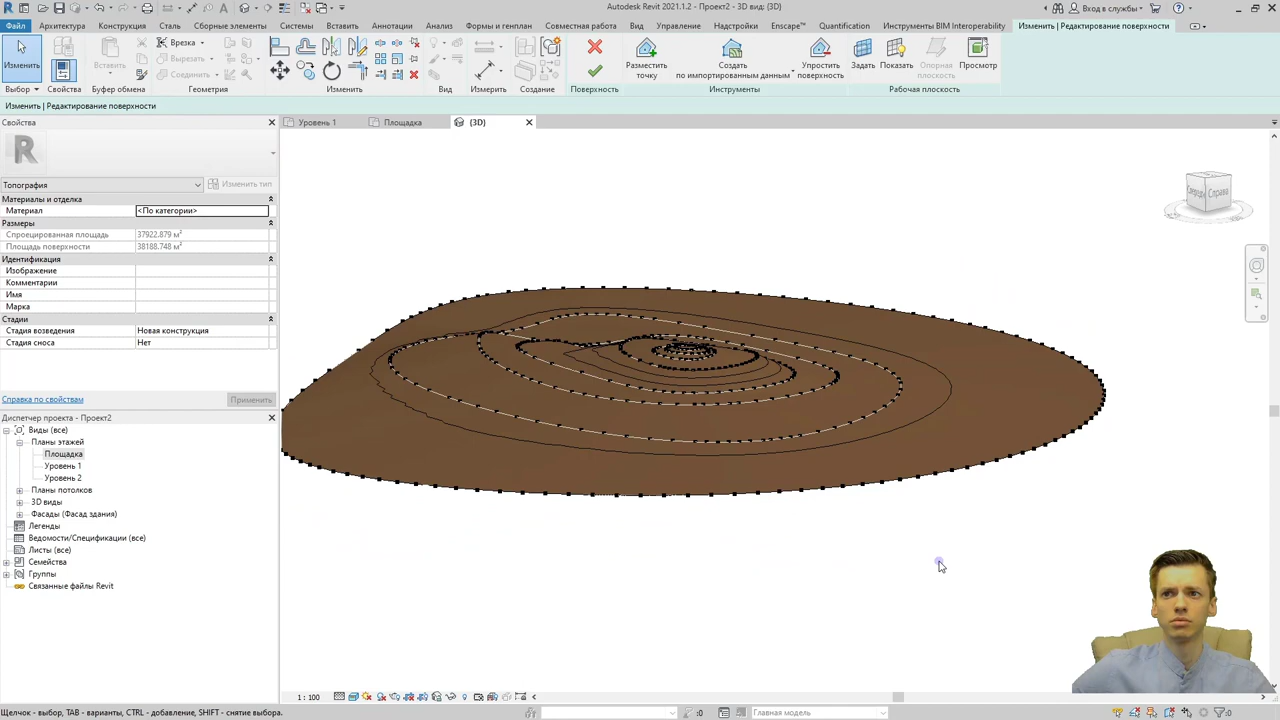 Autodesk Revit 2021.1.2 - Проект2 - 3D вид: {3D}
Вход в службы
Файл Архитектура Конструкция Сталь Сборные элементы Системы Вставить Аннотации Анализ Формы и генплан Совместная работа Вид Управление Надстройки Enscape™ Quantification Инструменты BIM Interoperability Изменить | Редактирование поверхности
Изменить
Вставить
Врезка
Вырезать
Соединить
Разместить точку
Создать по импортированным данным
Упростить поверхность
Задать Показать Опорная плоскость Просмотр
Выбор Свойства Буфер обмена Геометрия Изменить Вид Измерить Создание Поверхность Инструменты Рабочая плоскость
Изменить | Редактирование поверхности
Свойства
Уровень 1 Площадка {3D}
Топография Изменить тип
Материалы и отделка
Материал <По категории>
Размеры
Спроецированная площадь 37922.879 м²
Площадь поверхности 38188.748 м²
Идентификация
Изображение
Комментарии
Имя
Марка
Стадии
Стадия возведения Новая конструкция
Стадия сноса Нет
Справка по свойствам Применить
Диспетчер проекта - Проект2
Виды (все)
Планы этажей
Площадка
Уровень 1
Уровень 2
Планы потолков
3D виды
Фасады (Фасад здания)
Легенды
Ведомости/Спецификации (все)
Листы (все)
Семейства
Группы
Связанные файлы Revit
Справа
1 : 100
Щелчок - выбор, TAB - варианты, CTRL - добавление, SHIFT - снятие выбора. :0 Главная модель :0